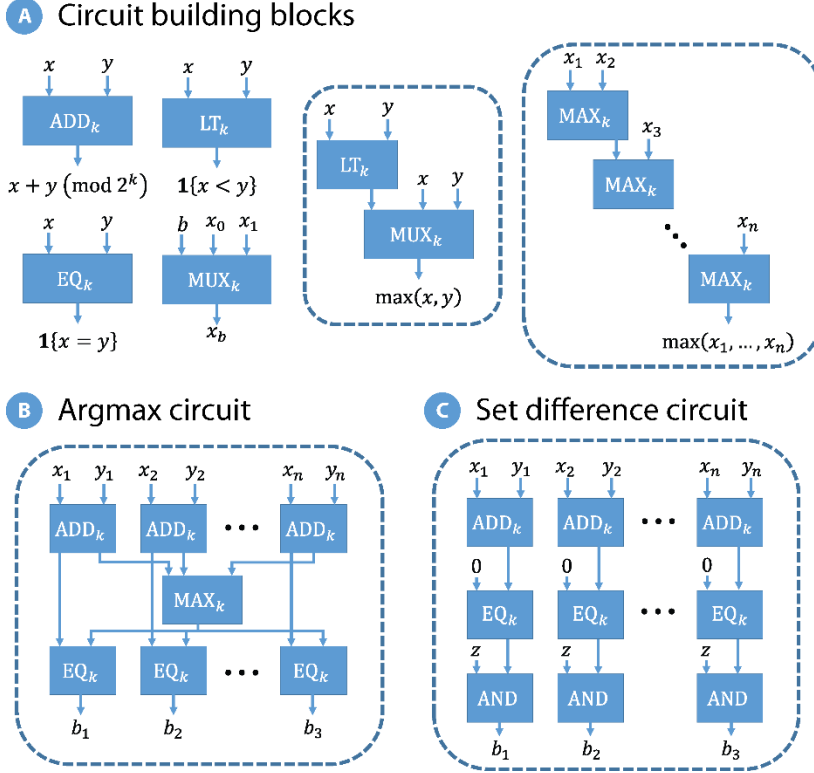 A Circuit building blocks
x y x y
ADD_k LT_k
x + y (mod 2^k) 1{x < y}
x y b x_0 x_1
EQ_k MUX_k
1{x = y} x_b
x y
LT_k
x y
MUX_k
max(x, y)
x_1 x_2
MAX_k
x_3
MAX_k
x_n
MAX_k
max(x_1, ..., x_n)
B Argmax circuit
x_1 y_1 x_2 y_2 x_n y_n
ADD_k ADD_k ••• ADD_k
MAX_k
EQ_k EQ_k ••• EQ_k
b_1 b_2 b_3
C Set difference circuit
x_1 y_1 x_2 y_2 x_n y_n
ADD_k ADD_k ••• ADD_k
0 0 0
EQ_k EQ_k ••• EQ_k
z z z
AND AND AND
b_1 b_2 b_3